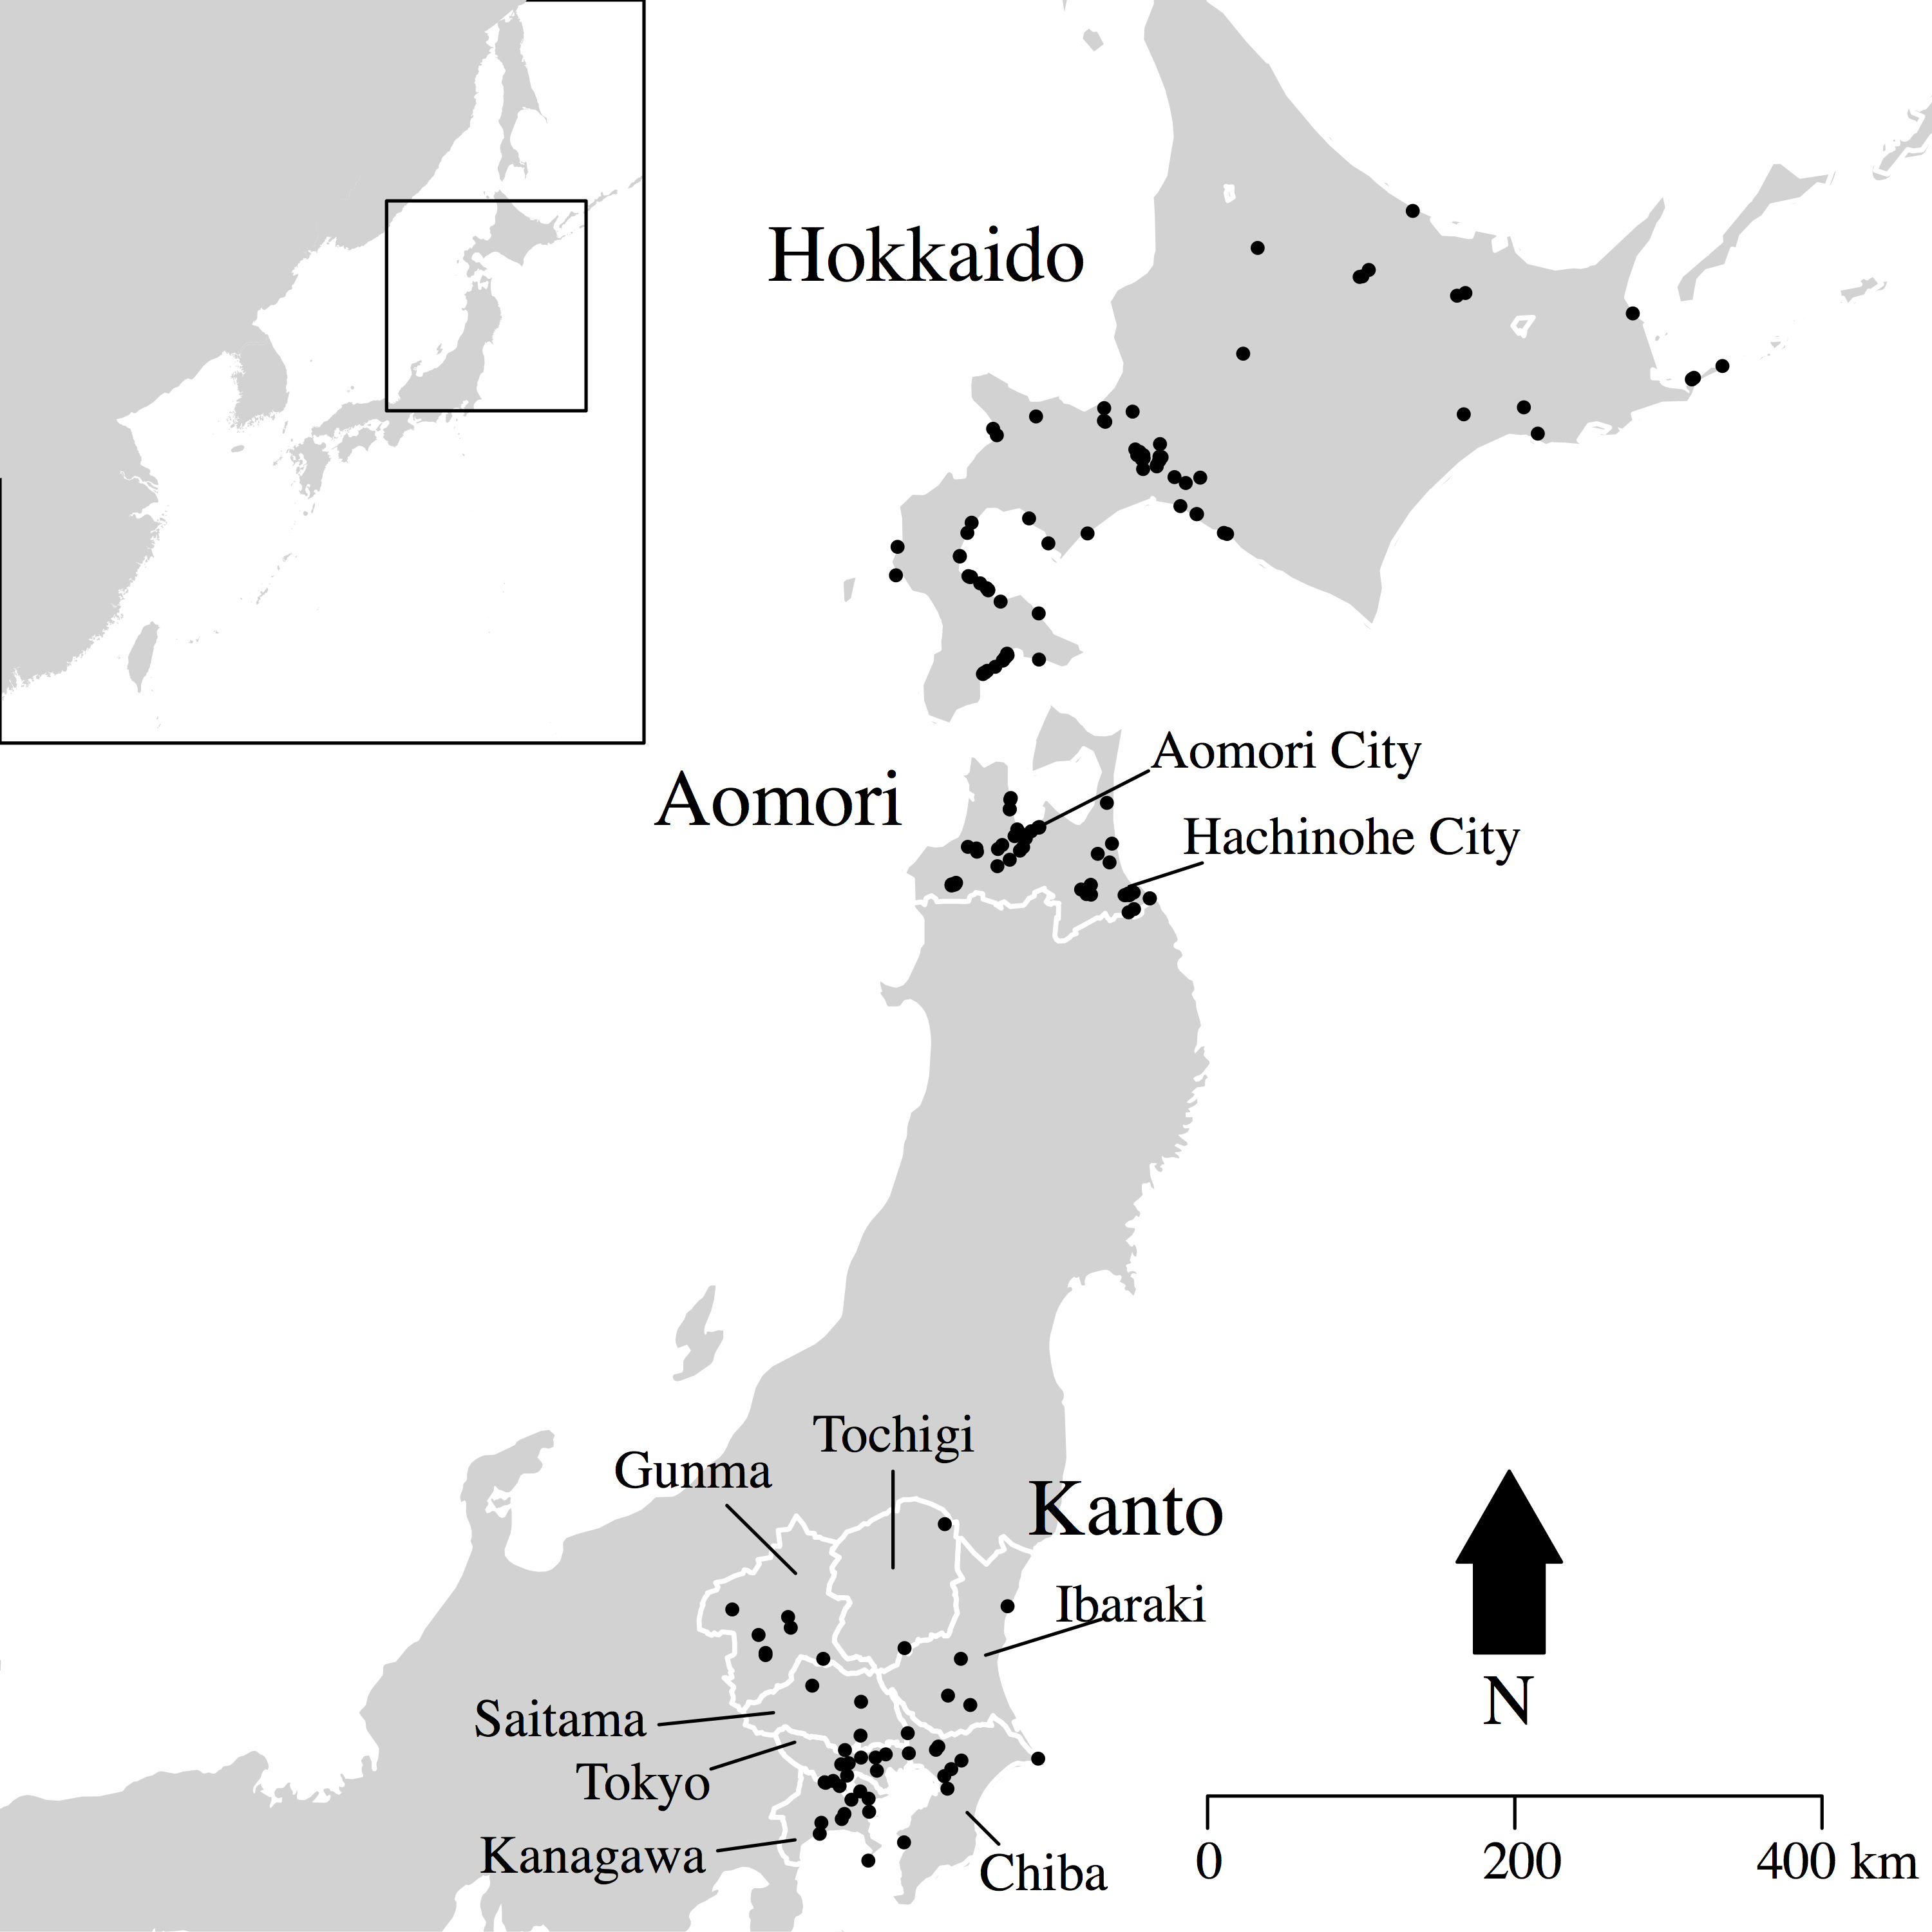 Hokkaido
Aomori City
Aomori
Hachinohe City
Tochigi
Gunma
Kanto
Ibaraki
N
Saitama
Tokyo
Kanagawa
Chiba
0 200 400 km